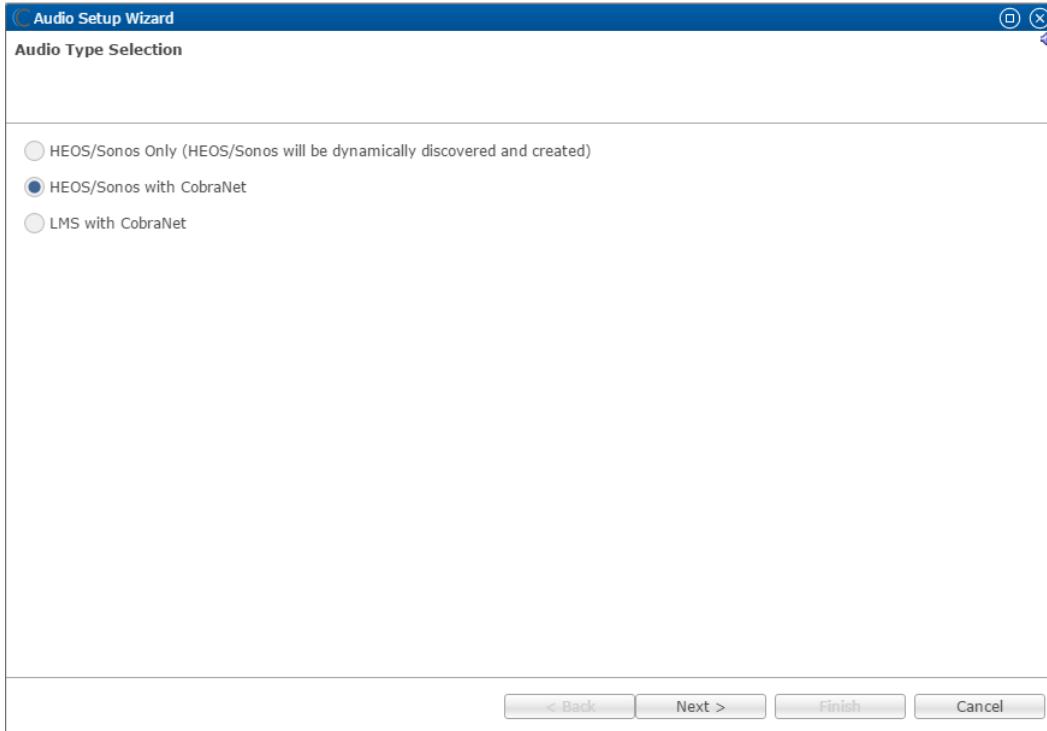 Audio Setup Wizard
Audio Type Selection
HEOS/Sonos Only (HEOS/Sonos will be dynamically discovered and created)
HEOS/Sonos with CobraNet
LMS with CobraNet
< Back Next > Finish Cancel